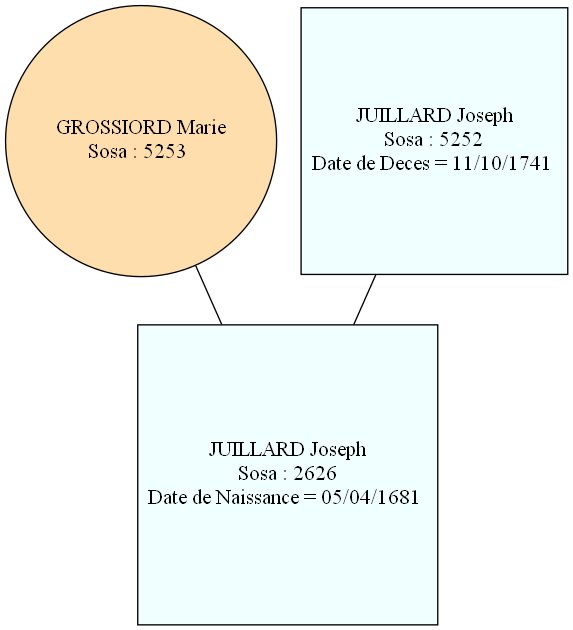 GROSSIORD Marie
Sosa : 5253
JUILLARD Joseph
Sosa : 5252
Date de Deces = 11/10/1741
JUILLARD Joseph
Sosa : 2626
Date de Naissance = 05/04/1681